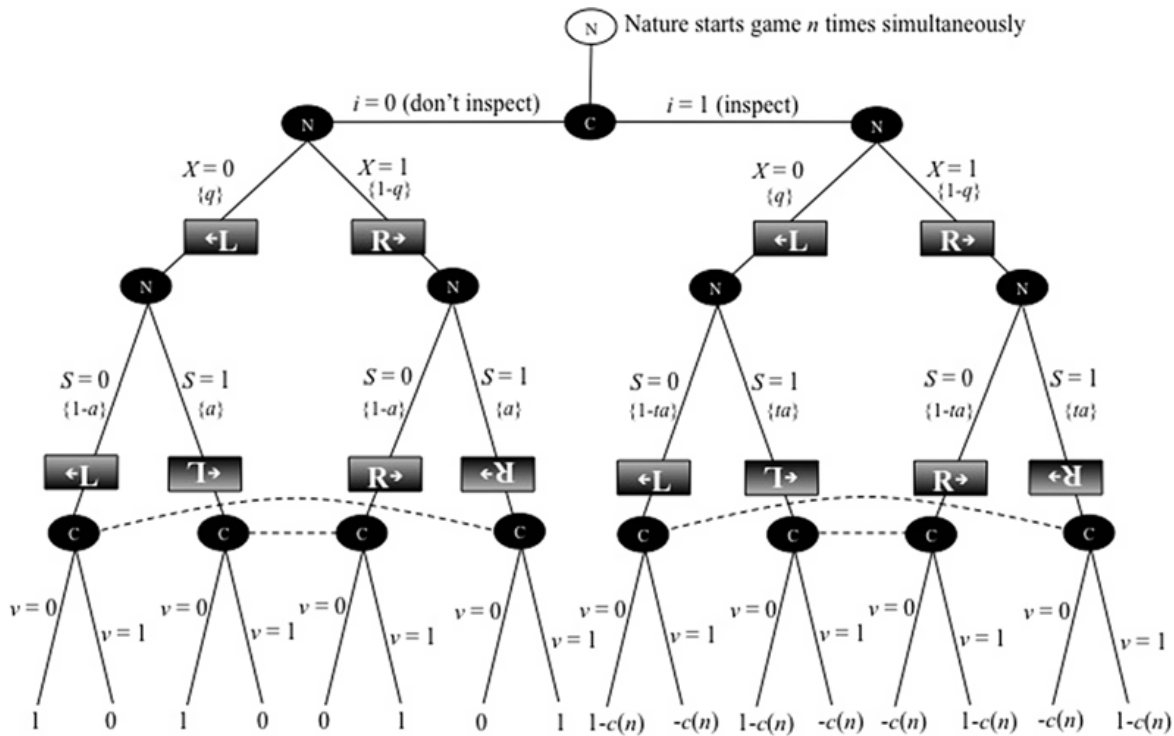 N Nature starts game n times simultaneously
i = 0 (don't inspect) i = 1 (inspect)
N C N
X = 0 X = 1 X = 0 X = 1
{q} {1-q} {q} {1-q}
←L R→ ←L R→
N N N N
S = 0 S = 1 S = 0 S = 1 S = 0 S = 1 S = 0 S = 1
{1-a} {a} {1-a} {a} {1-ta} {ta} {1-ta} {ta}
←L L→ R→ ←R ←L L→ R→ ←R
C C C C C C C C
v = 0 v = 0 v = 0 v = 0 v = 0 v = 0 v = 0 v = 0
v = 1 v = 1 v = 1 v = 1 v = 1 v = 1 v = 1 v = 1
1 0 1 0 0 1 0 1 1-c(n) -c(n) 1-c(n) -c(n) -c(n) 1-c(n) -c(n) 1-c(n)